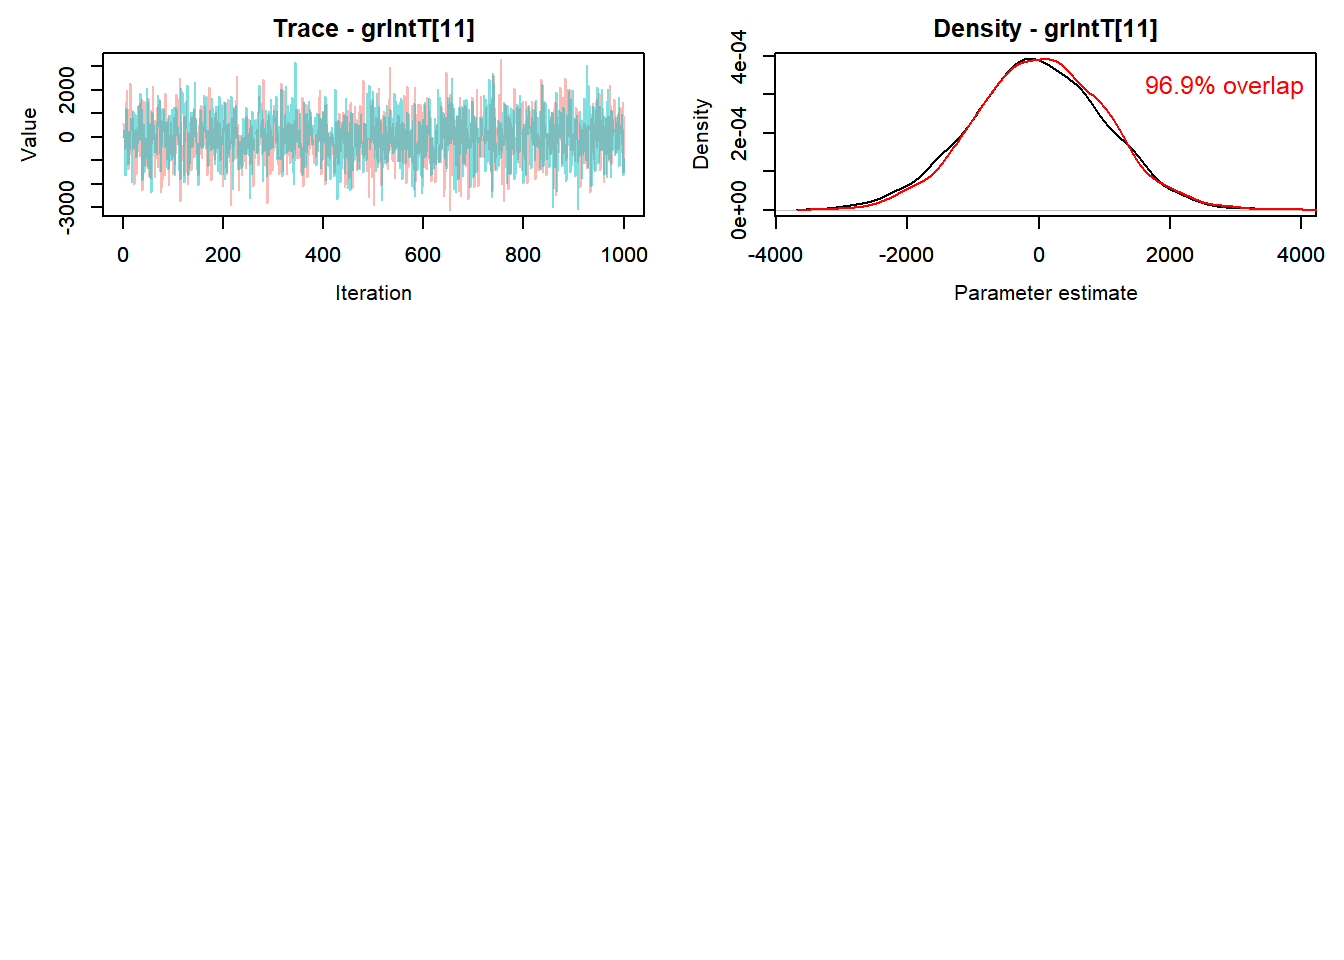 Trace - grIntT[11]
Value
2000
0
-3000
0
200
400
600
800
1000
Iteration
Density - grIntT[11]
96.9% overlap
Density
4e-04
2e-04
0e+00
-4000
-2000
0
2000
4000
Parameter estimate